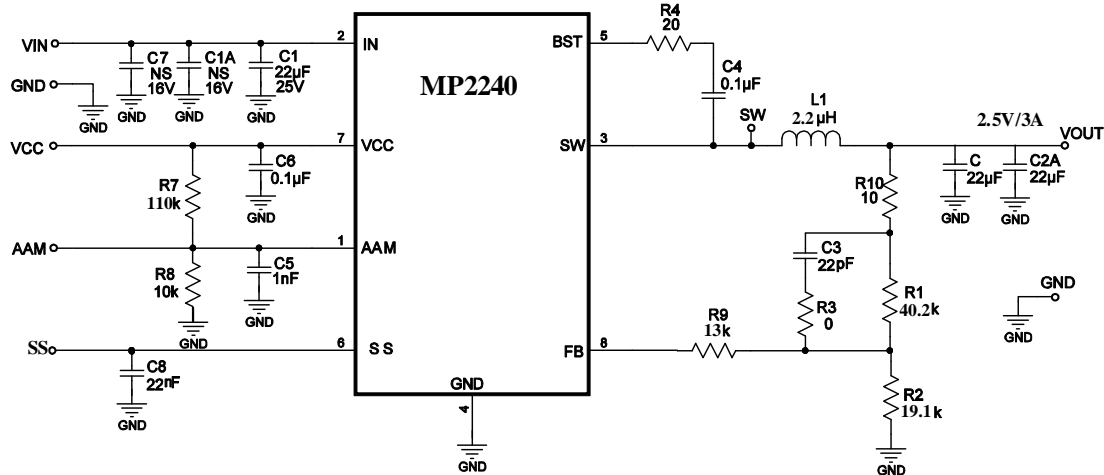 R4
20
VIN
2
IN
BST
5
C7
NS
16V
C1A
NS
16V
C1
22µF
25V
C4
0.1µF
GND
MP2240
GND
GND
GND
GND
L1
2.2 µH
SW
2.5V/3A
VOUT
VCC
7
VCC
SW
3
C6
0.1µF
R7
110k
GND
R10
10
C
22µF
C2A
22µF
GND
GND
AAM
1
AAM
C3
22pF
R8
10k
C5
1nF
GND
R3
0
R1
40.2k
GND
GND
GND
R9
13k
SS
6
SS
FB
8
C8
22nF
GND
4
R2
19.1k
GND
GND
GND